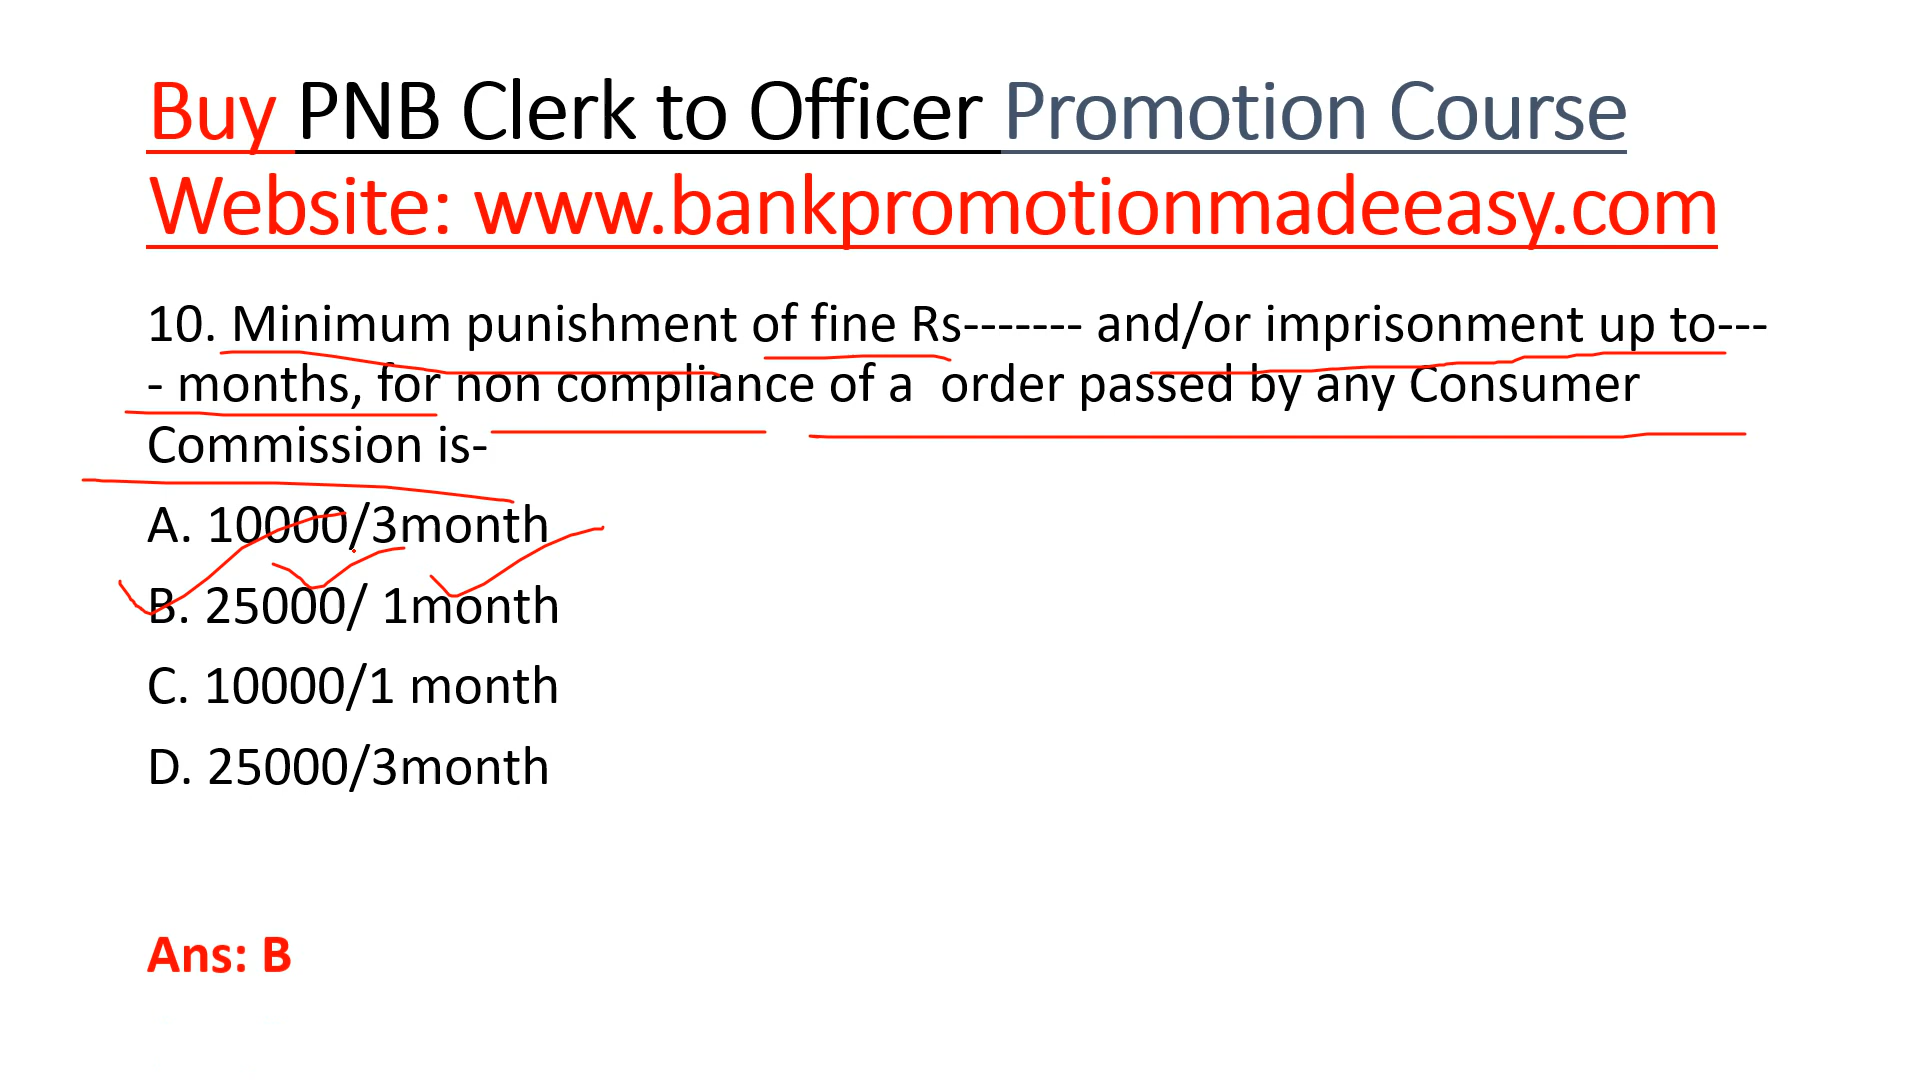 Buy PNB Clerk to Officer Promotion Course
Website: www.bankpromotionmadeeasy.com
10. Minimum punishment of fine Rs------- and/or imprisonment up to---
- months, for non compliance of a  order passed by any Consumer
Commission is-
A. 10000/3month
B. 25000/ 1month
C. 10000/1 month
D. 25000/3month
Ans: B